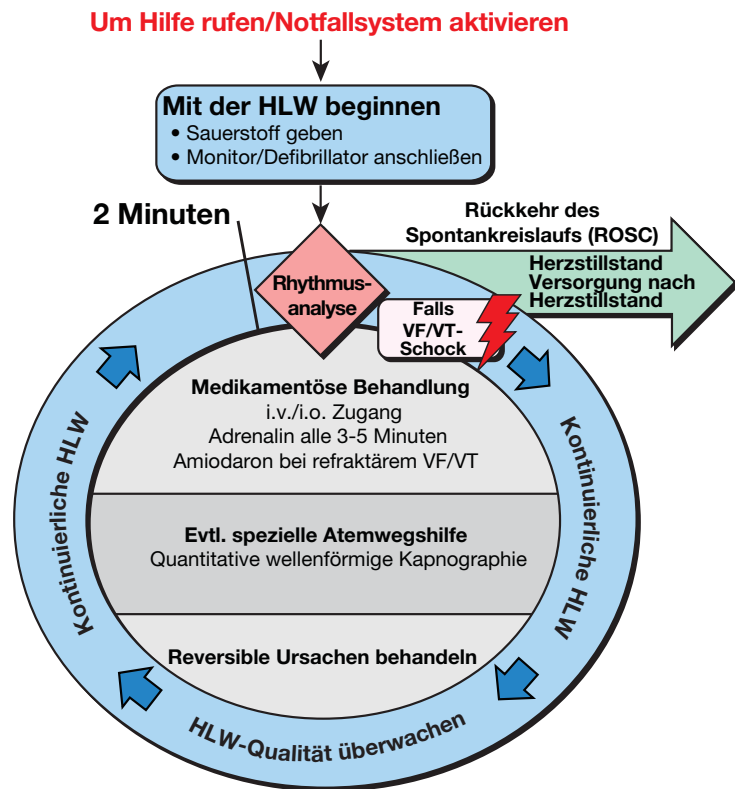 Um Hilfe rufen/Notfallsystem aktivieren
Mit der HLW beginnen
• Sauerstoff geben
• Monitor/Defibrillator anschließen
2 Minuten
Rückkehr des
Spontankreislaufs (ROSC)
Herzstillstand
Versorgung nach
Herzstillstand
Rhythmus-
analyse
Falls
VF/VT-
Schock
Medikamentöse Behandlung
i.v./i.o. Zugang
Adrenalin alle 3-5 Minuten
Amiodaron bei refraktärem VF/VT
Evtl. spezielle Atemwegshilfe
Quantitative wellenförmige Kapnographie
Reversible Ursachen behandeln
Kontinuierliche HLW
HLW-Qualität überwachen
Kontinuierliche HLW